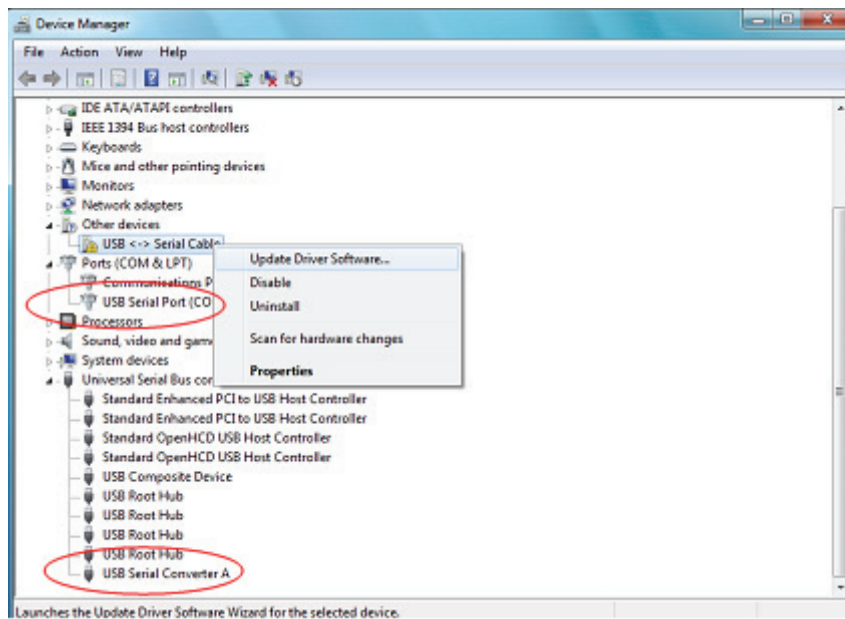 Device Manager
File Action View Help
IDE ATA/ATAPI controllers
IEEE 1394 Bus host controllers
Keyboards
Mice and other pointing devices
Monitors
Network adapters
Other devices
USB <-> Serial Cable
Ports (COM & LPT)
Communications P
USB Serial Port (CO
Processors
Sound, video and game
System devices
Universal Serial Bus con
Update Driver Software...
Disable
Uninstall
Scan for hardware changes
Properties
Standard Enhanced PCI to USB Host Controller
Standard Enhanced PCI to USB Host Controller
Standard OpenHCD USB Host Controller
Standard OpenHCD USB Host Controller
USB Composite Device
USB Root Hub
USB Root Hub
USB Root Hub
USB Root Hub
USB Serial Converter A
Launches the Update Driver Software Wizard for the selected device.